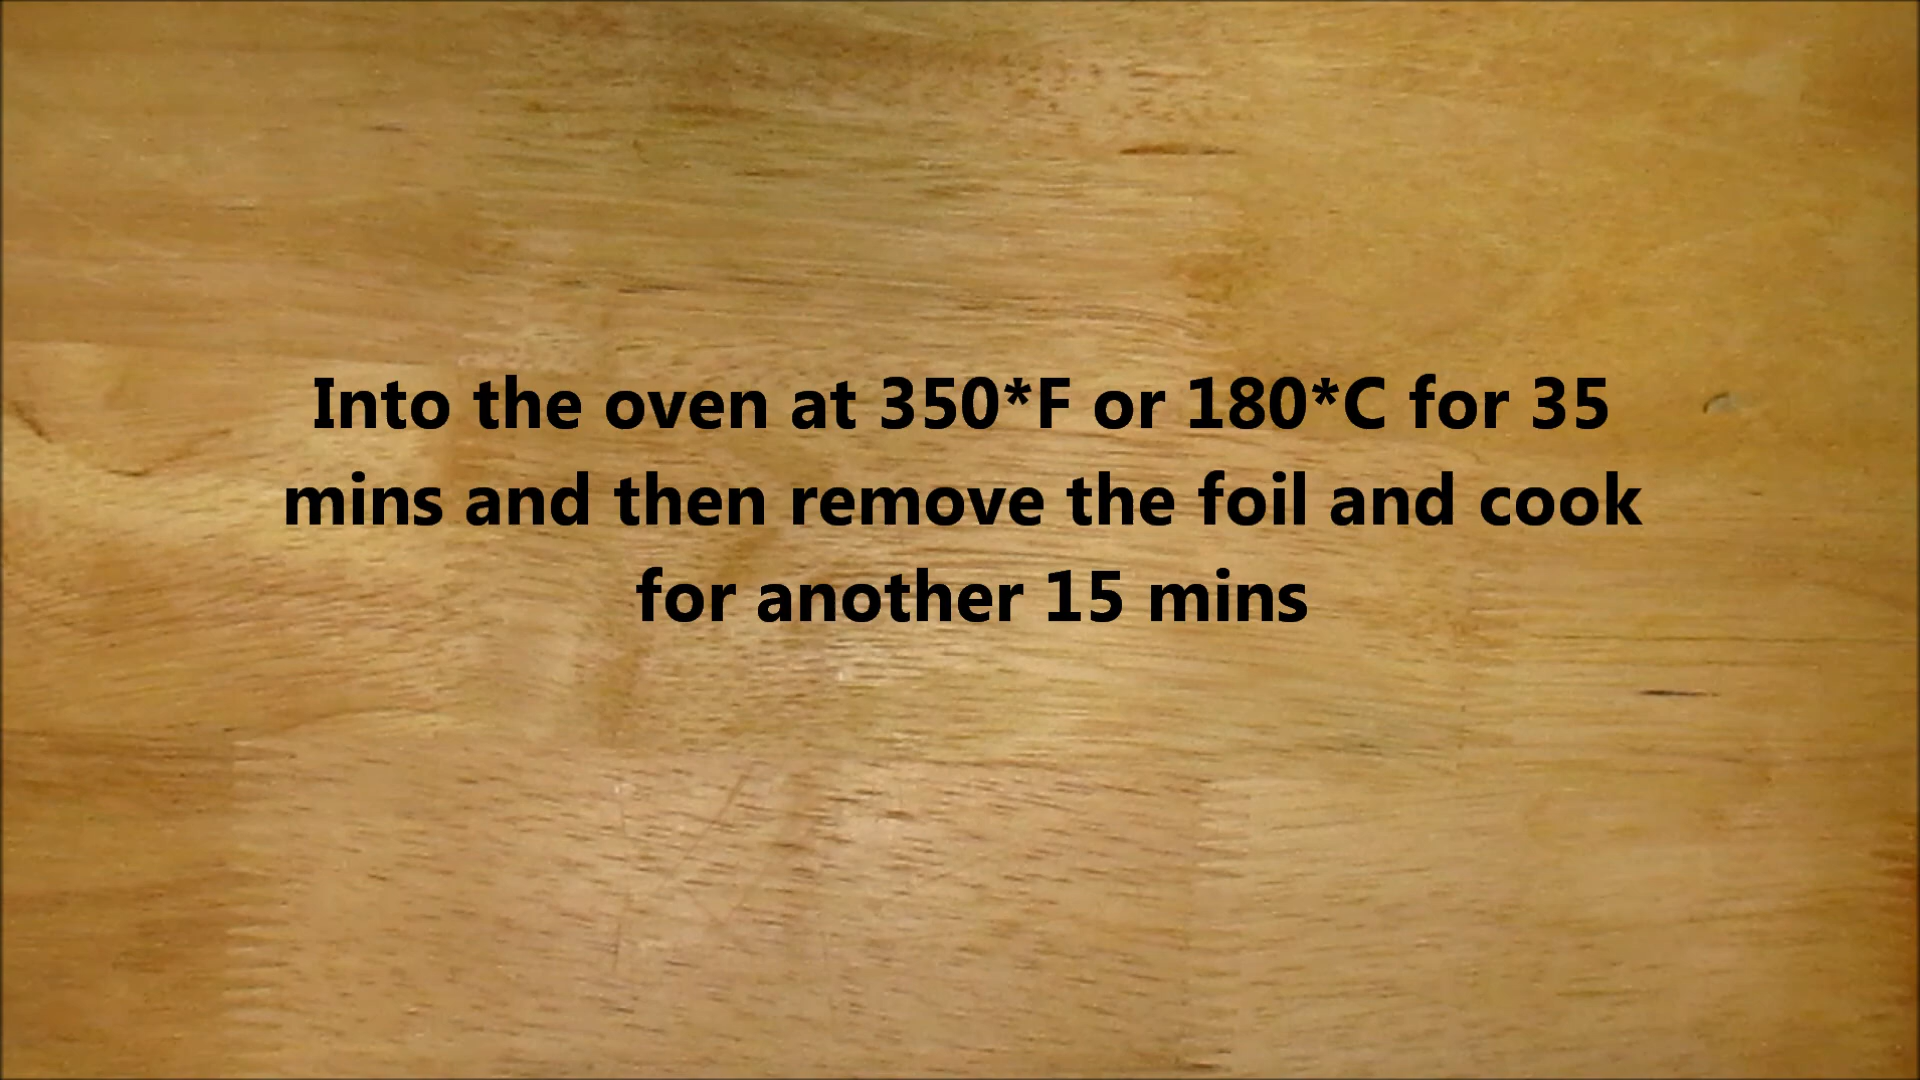 Into the oven at 350*F or 180*C for 35
mins and then remove the foil and cook
for another 15 mins